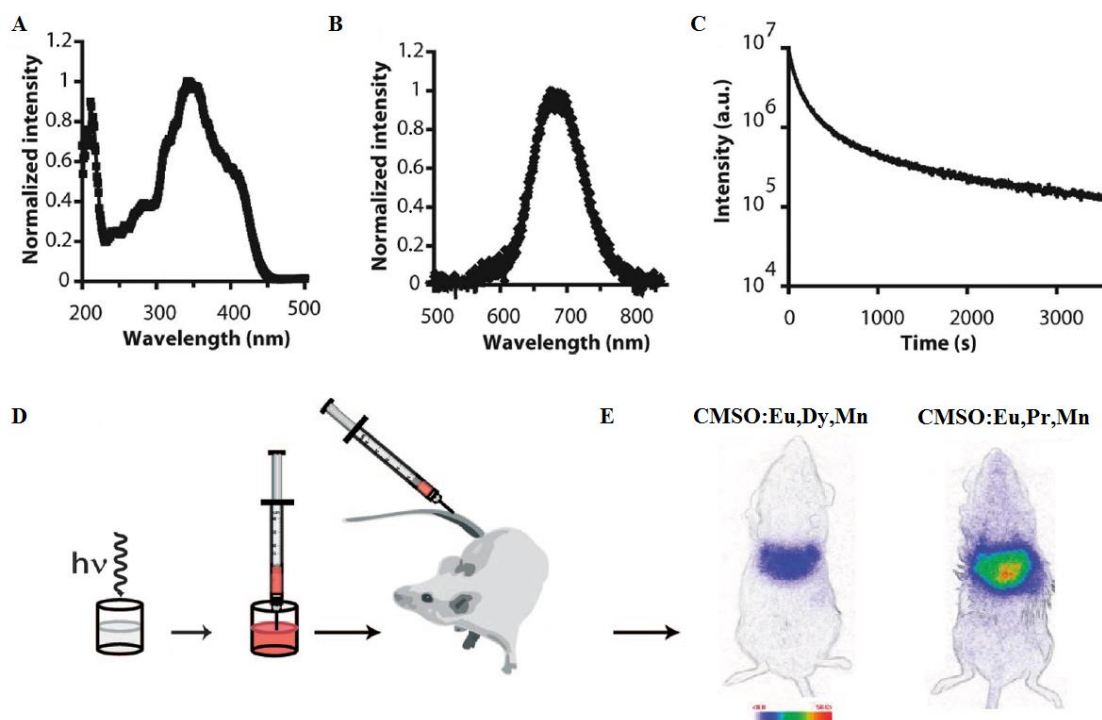 A
1.2
1
0.8
0.6
0.4
0.2
0
Normalized intensity
200
300
400
500
Wavelength (nm)
B
1.2
1
0.8
0.6
0.4
0.2
0
Normalized intensity
500
600
700
800
Wavelength (nm)
C
10⁷
10⁶
10⁵
10⁴
Intensity (a.u.)
0
1000
2000
3000
Time (s)
D
hν
E
CMSO:Eu,Dy,Mn
CMSO:Eu,Pr,Mn